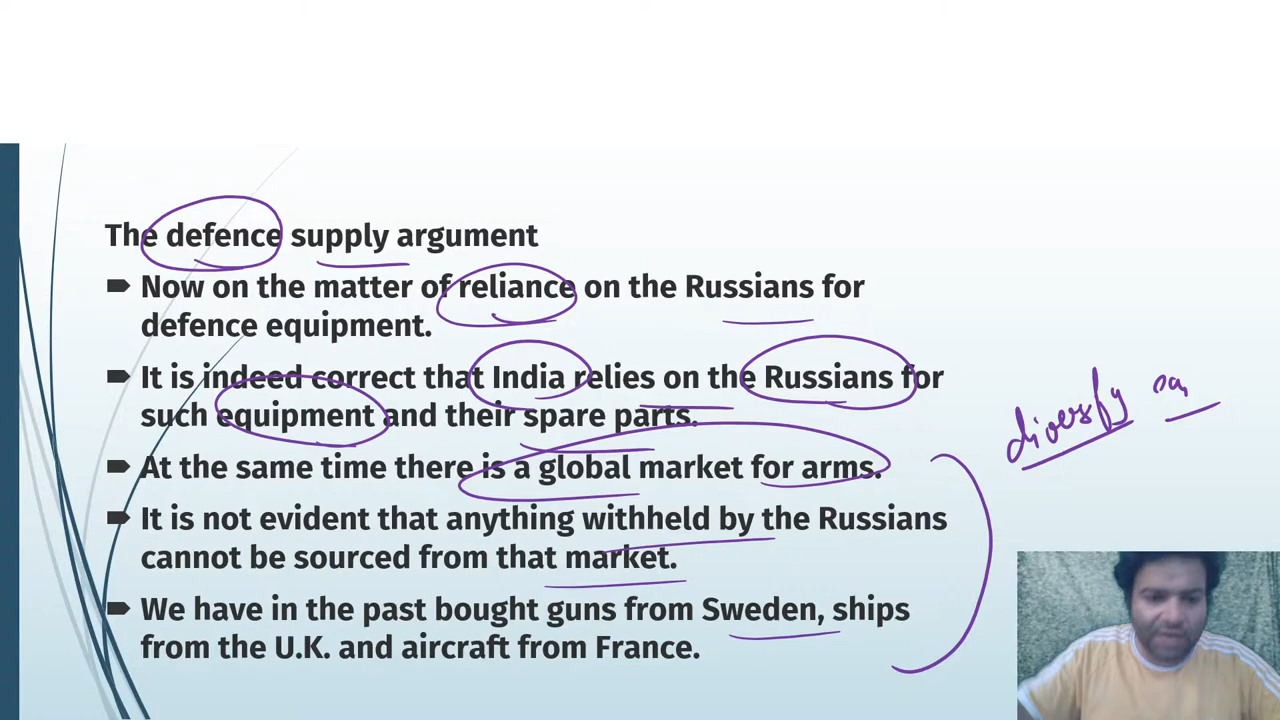 The defence supply argument
Now on the matter of reliance on the Russians for
defence equipment.
It is indeed correct that India relies on the Russians for
such equipment and their spare parts.
At the same time there is a global market for arms.
It is not evident that anything withheld by the Russians
cannot be sourced from that market.
We have in the past bought guns from Sweden, ships
from the U.K. and aircraft from France.
diversify